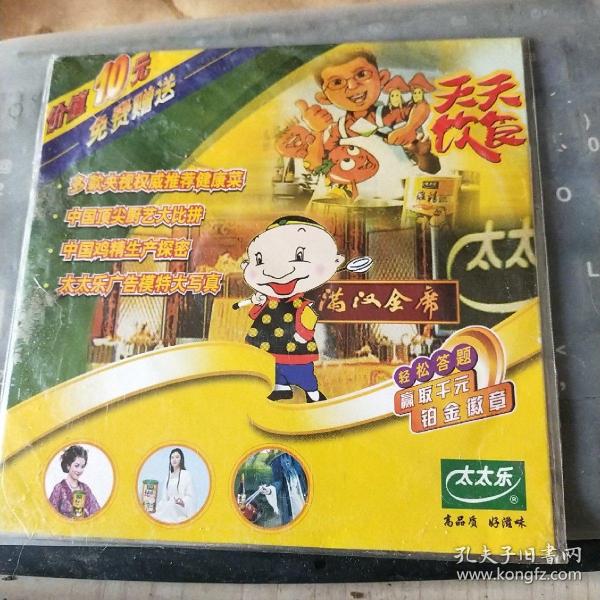 价值10元
免费赠送
天天
饮食
· 多款央视权威推荐健康菜
· 中国顶尖厨艺大比拼
· 中国鸡精生产探密
· 太太乐广告模特大写真
太太
满汉全席
轻松答题
赢取千元
铂金徽章
太太乐®
高品质 好滋味
孔夫子旧书网
www.kongfz.com